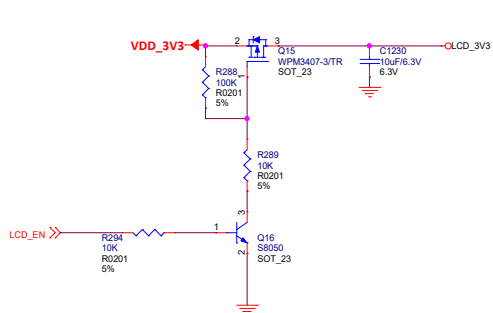 VDD_3V3
2
3
LCD_3V3
Q15
WPM3407-3/TR
SOT_23
1
C1230
10uF/6.3V
6.3V
R288
100K
R0201
5%
R289
10K
R0201
5%
LCD_EN
R294
10K
R0201
5%
1
3
2
Q16
S8050
SOT_23